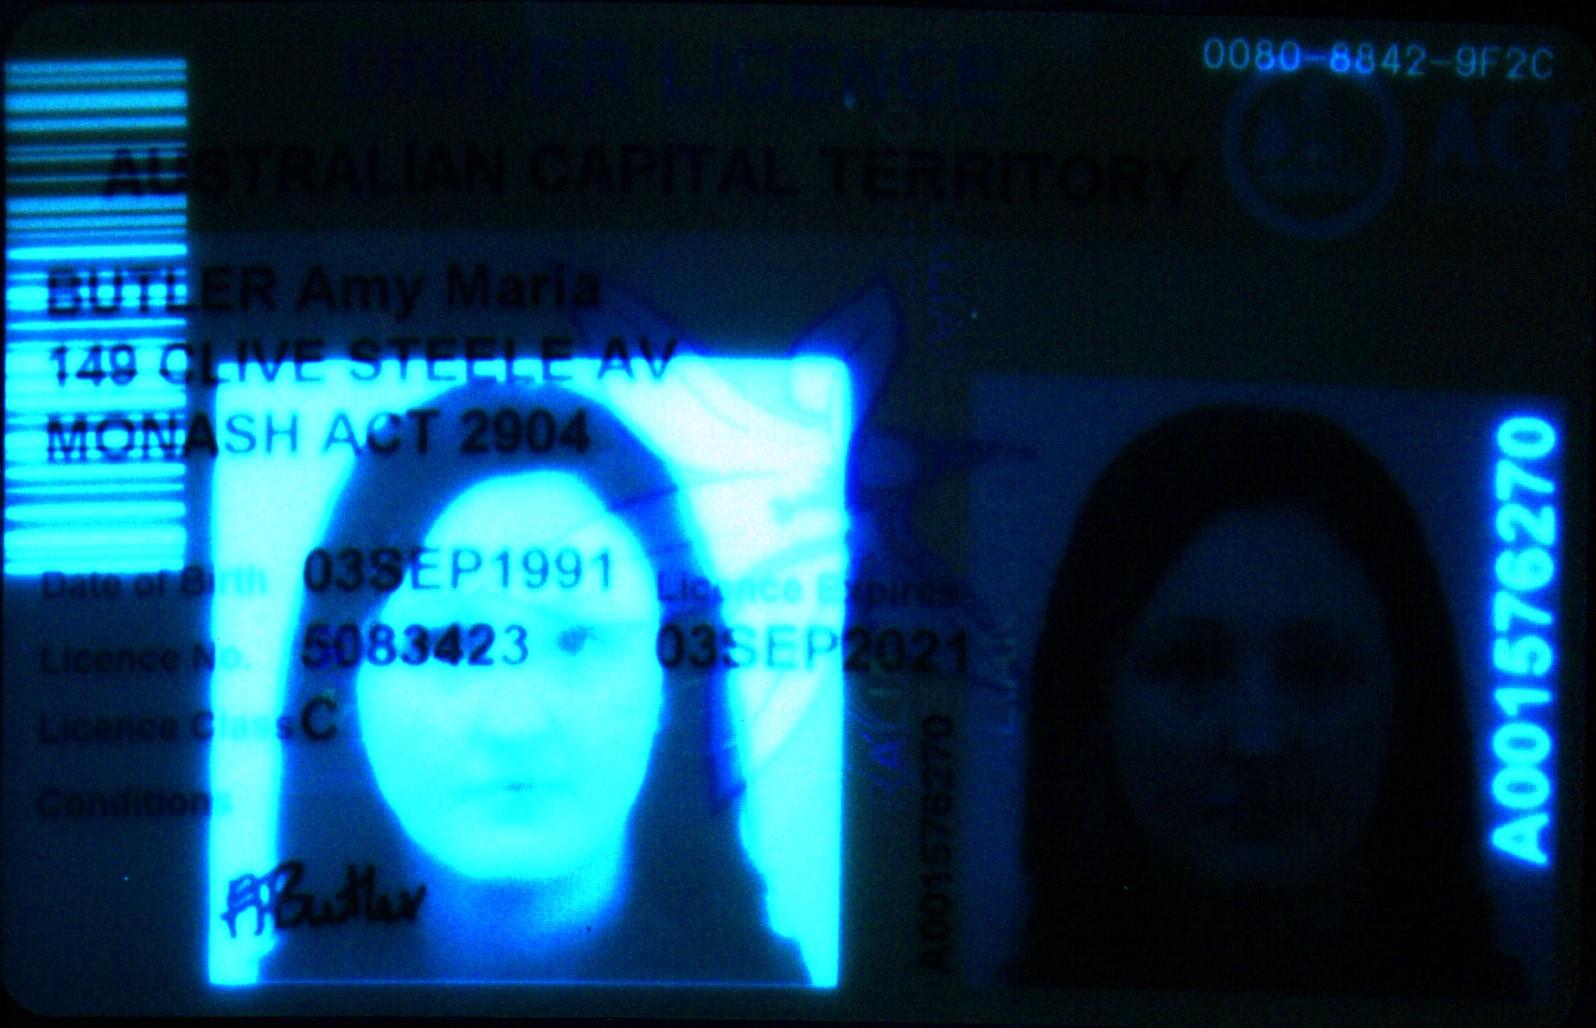 DRIVER LICENCE
0080-8842-9F2C
AUSTRALIAN CAPITAL TERRITORY
ACT
BUTLER Amy Maria
149 CLIVE STEELE AV
MONASH ACT 2904
Date of Birth 03SEP1991 Licence Expires
Licence No. 5083423 03SEP2021
Licence Class C
Conditions
A Butler
A001576270
A001576270